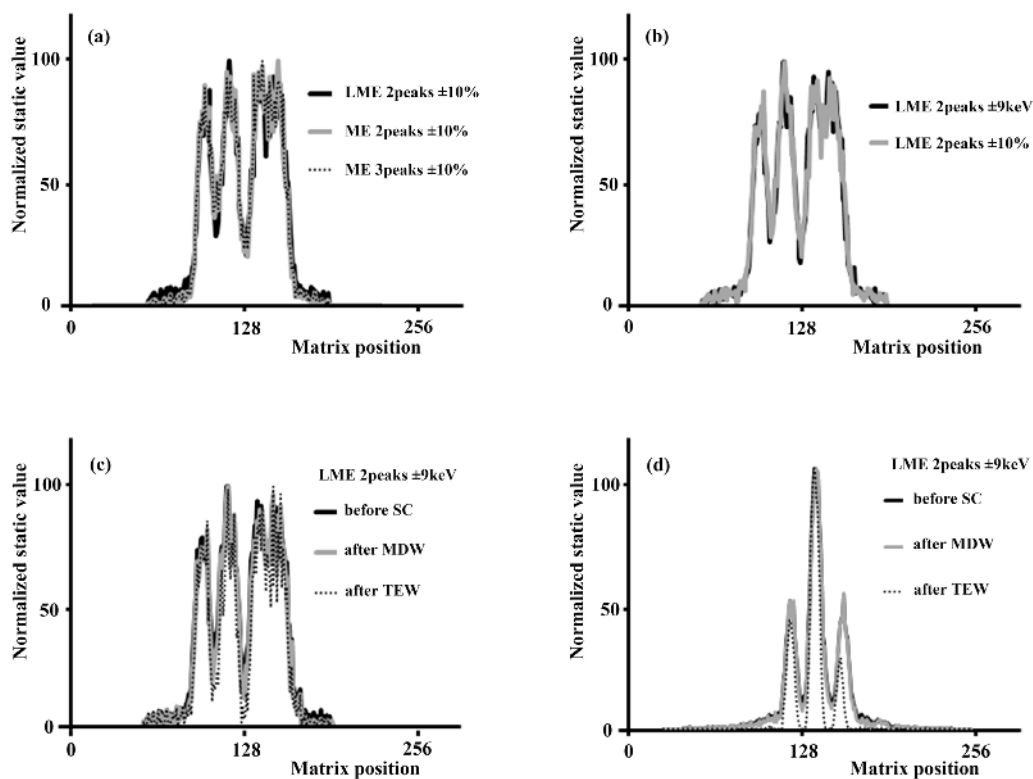 (a)
Normalized static value
100
50
0
LME 2peaks ±10%
ME 2peaks ±10%
ME 3peaks ±10%
0
128
256
Matrix position
(b)
Normalized static value
100
50
0
LME 2peaks ±9keV
LME 2peaks ±10%
0
128
256
Matrix position
(c)
Normalized static value
100
50
0
LME 2peaks ±9keV
before SC
after MDW
after TEW
0
128
256
Matrix position
(d)
Normalized static value
100
50
0
LME 2peaks ±9keV
before SC
after MDW
after TEW
0
128
256
Matrix position